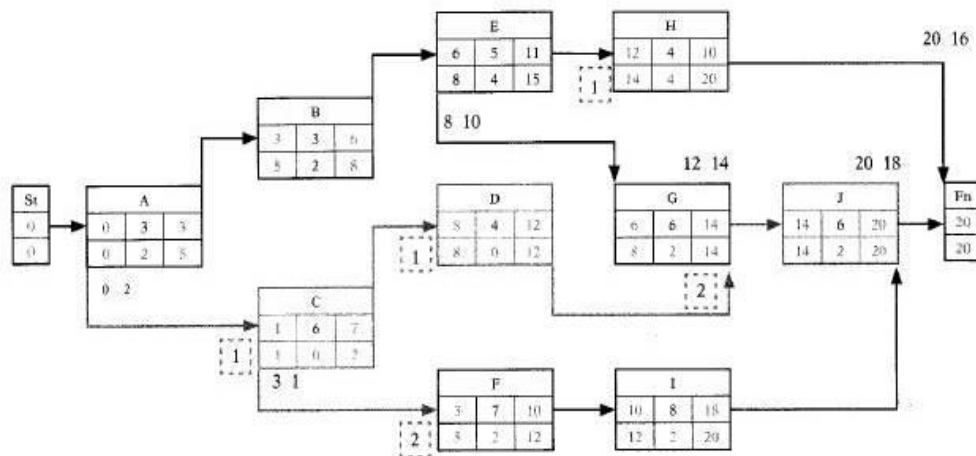 E
6 5 11
8 4 15
H
12 4 10
14 4 20
1
20 16
B
3 3 6
5 2 8
8 10
St
0
0
A
0 3 3
0 2 5
0 2
D
8 4 12
8 0 12
1
12 14
G
6 6 14
8 2 14
2
20 18
J
14 6 20
14 2 20
Fn
20
20
C
1 6 7
1 0
1
3 1
F
3 7 10
5 2 12
2
I
10 8 18
12 2 20